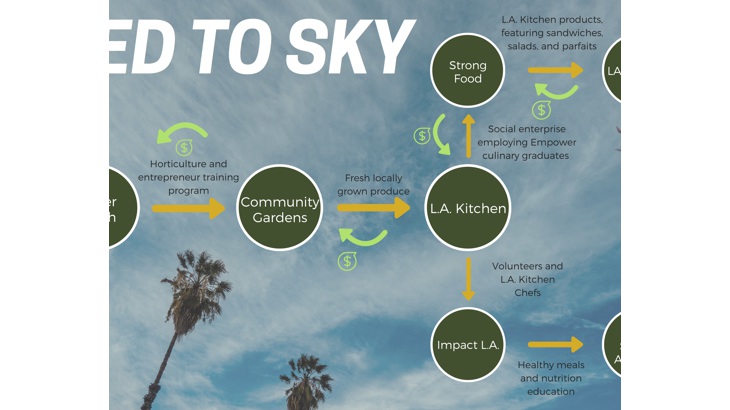 ED TO SKY
L.A. Kitchen products,
featuring sandwiches,
salads, and parfaits
Strong
Food
LA
$
$
Social enterprise
employing Empower
culinary graduates
$
Horticulture and
entrepreneur training
program
er
h
Community
Gardens
Fresh locally
grown produce
L.A. Kitchen
$
Volunteers and
L.A. Kitchen
Chefs
Impact L.A.
Healthy meals
and nutrition
education
A